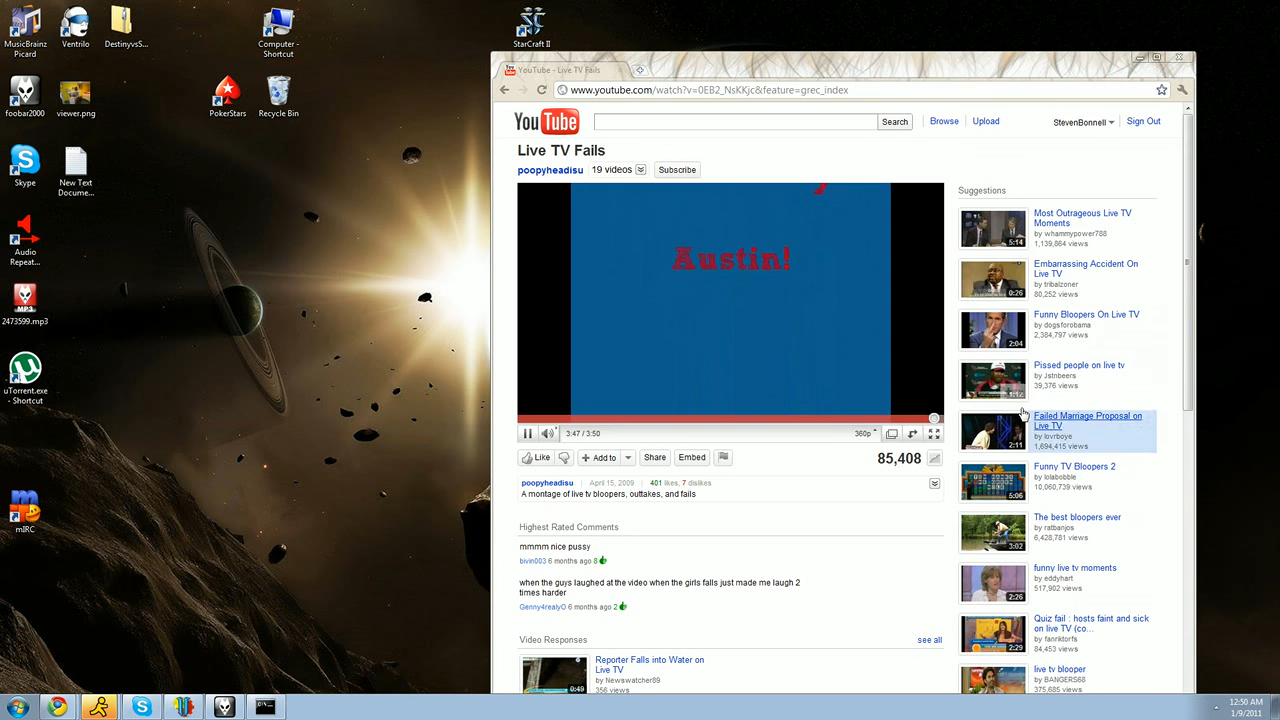 MusicBrainz
Picard
Ventrilo
DestinyvsS...
Computer -
Shortcut
StarCraft II
foobar2000
viewer.png
PokerStars
Recycle Bin
Skype
New Text
Docume...
Audio
Repeat...
MP3
2473599.mp3
uTorrent.exe
- Shortcut
mIRC
YouTube - Live TV Fails
www.youtube.com/watch?v=0EB2_NsKKjc&feature=grec_index
YouTube
Search
Browse
Upload
StevenBonnell
Sign Out
Live TV Fails
poopyheadisu
19 videos
Subscribe
Austin!
3:47 / 3:50
360p
Like
+ Add to
Share
Embed
85,408
poopyheadisu
April 15, 2009
401 likes, 7 dislikes
A montage of live tv bloopers, outtakes, and fails
Highest Rated Comments
mmmm nice pussy
bivin003 6 months ago 8
when the guys laughed at the video when the girls falls just made me laugh 2
times harder
Genny4realyO 6 months ago 2
Video Responses
see all
0:49
Reporter Falls into Water on
Live TV
by Newswatcher89
356 views
Suggestions
5:14
Most Outrageous Live TV
Moments
by whammypower788
1,139,864 views
0:26
Embarrassing Accident On
Live TV
by tribalzoner
80,252 views
2:04
Funny Bloopers On Live TV
by dogsforobama
2,384,797 views
Pissed people on live tv
by Jstnbeers
39,376 views
2:11
Failed Marriage Proposal on
Live TV
by lovrboye
1,694,415 views
5:06
Funny TV Bloopers 2
by lolabobble
10,060,739 views
3:02
The best bloopers ever
by ratbanjos
6,428,781 views
2:26
funny live tv moments
by eddyhart
517,902 views
2:29
Quiz fail : hosts faint and sick
on live TV (co...
by fanriktorfs
84,453 views
live tv blooper
by BANGERS68
375,685 views
12:50 AM
1/9/2011